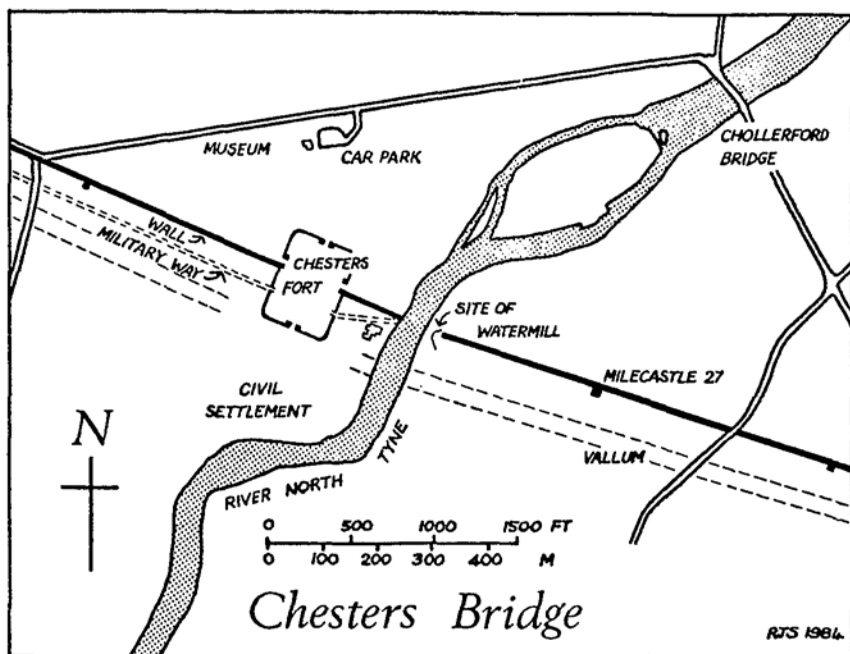 MUSEUM
CAR PARK
CHOLLERFORD
BRIDGE
WALL
MILITARY WAY
CHESTERS
FORT
SITE OF
WATERMILL
MILECASTLE 27
CIVIL
SETTLEMENT
VALLUM
N
RIVER NORTH TYNE
0 500 1000 1500 FT
0 100 200 300 400 M
Chesters Bridge
RJS 1984.